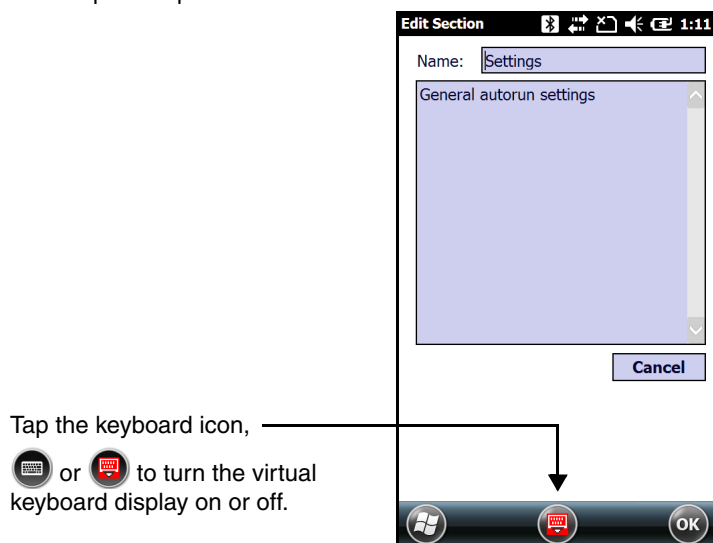 Edit Section 1:11
Name: Settings
General autorun settings
Cancel
Tap the keyboard icon,
or to turn the virtual
keyboard display on or off.
OK